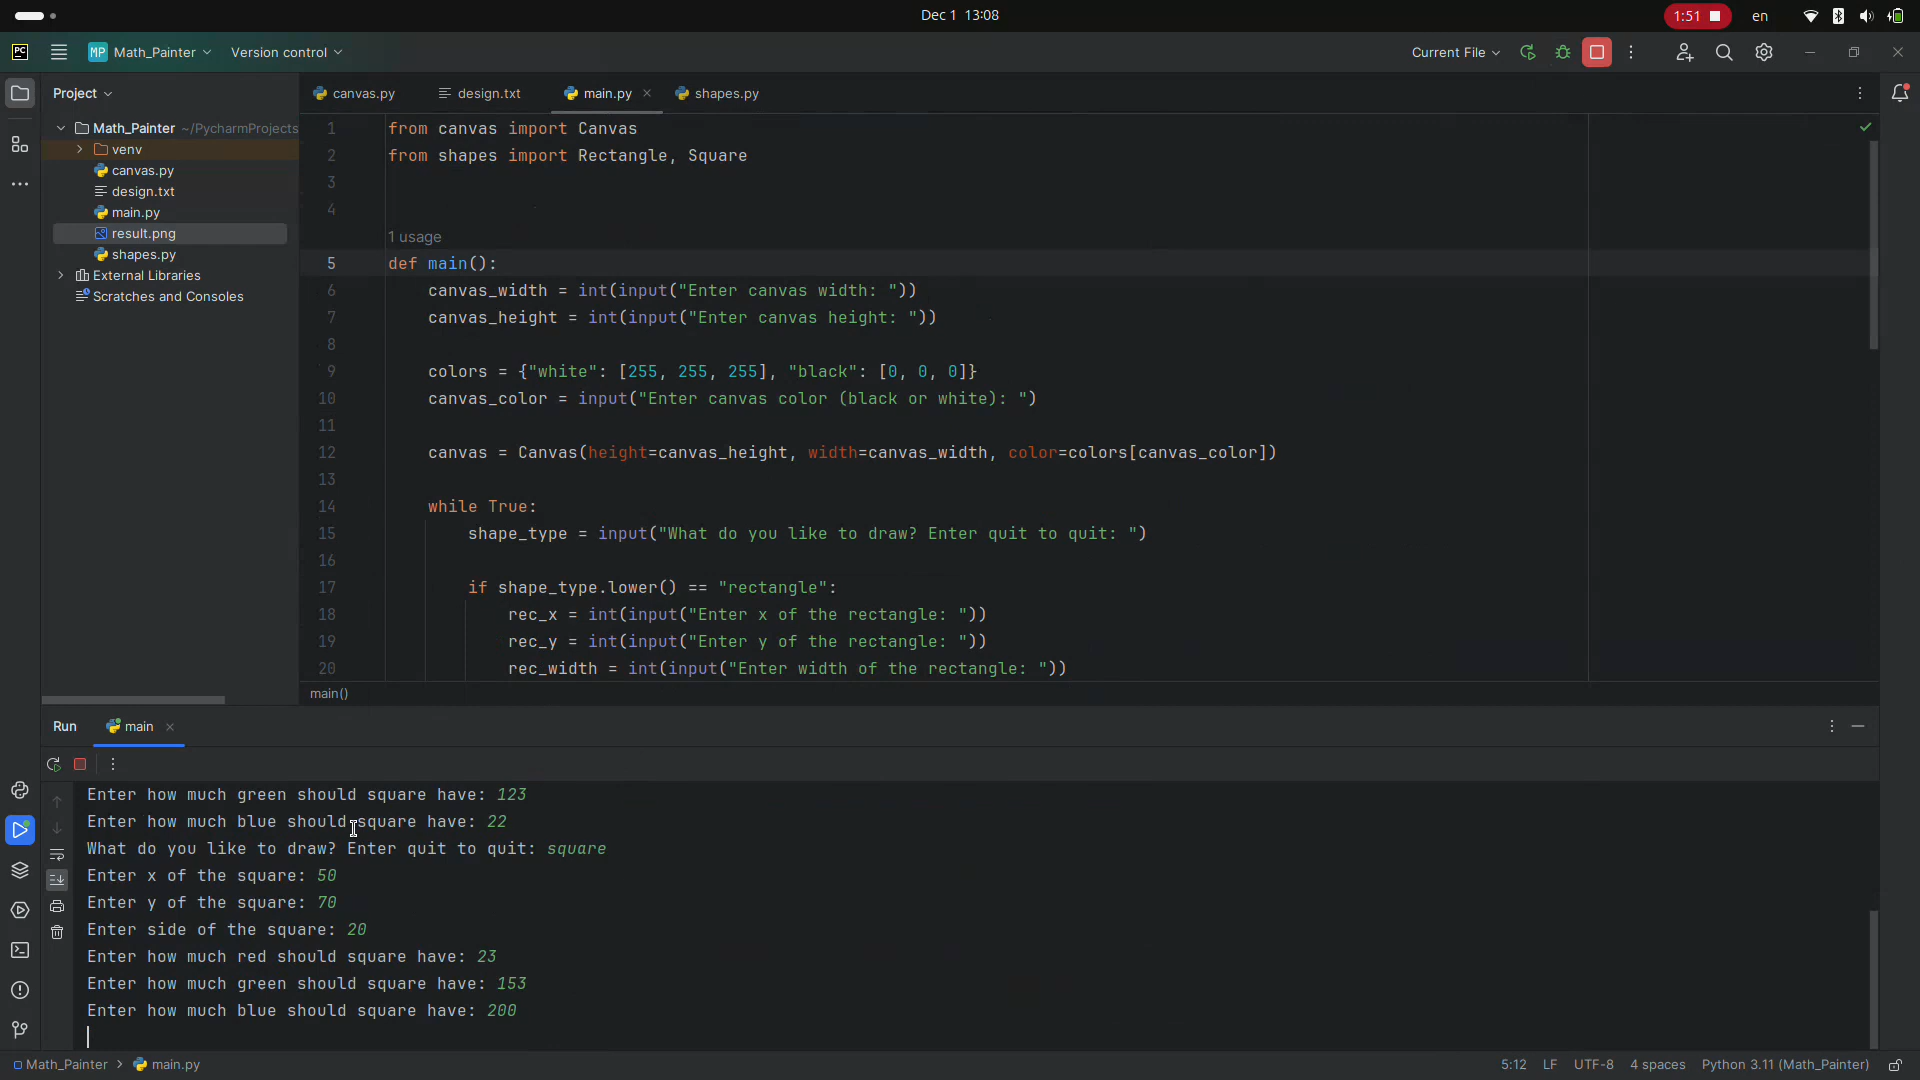 Dec 1 13:08
1:51
en
PC
MP Math_Painter
Version control
Current File
Project
canvas.py
design.txt
main.py
shapes.py
Math_Painter ~/PycharmProjects
venv
canvas.py
design.txt
main.py
result.png
shapes.py
External Libraries
Scratches and Consoles
1 from canvas import Canvas
2 from shapes import Rectangle, Square
3
4
1 usage
5 def main():
6 canvas_width = int(input("Enter canvas width: "))
7 canvas_height = int(input("Enter canvas height: "))
8
9 colors = {"white": [255, 255, 255], "black": [0, 0, 0]}
10 canvas_color = input("Enter canvas color (black or white): ")
11
12 canvas = Canvas(height=canvas_height, width=canvas_width, color=colors[canvas_color])
13
14 while True:
15 shape_type = input("What do you like to draw? Enter quit to quit: ")
16
17 if shape_type.lower() == "rectangle":
18 rec_x = int(input("Enter x of the rectangle: "))
19 rec_y = int(input("Enter y of the rectangle: "))
20 rec_width = int(input("Enter width of the rectangle: "))
main()
Run
main
Enter how much green should square have: 123
Enter how much blue should square have: 22
What do you like to draw? Enter quit to quit: square
Enter x of the square: 50
Enter y of the square: 70
Enter side of the square: 20
Enter how much red should square have: 23
Enter how much green should square have: 153
Enter how much blue should square have: 200
Math_Painter
main.py
5:12
LF
UTF-8
4 spaces
Python 3.11 (Math_Painter)